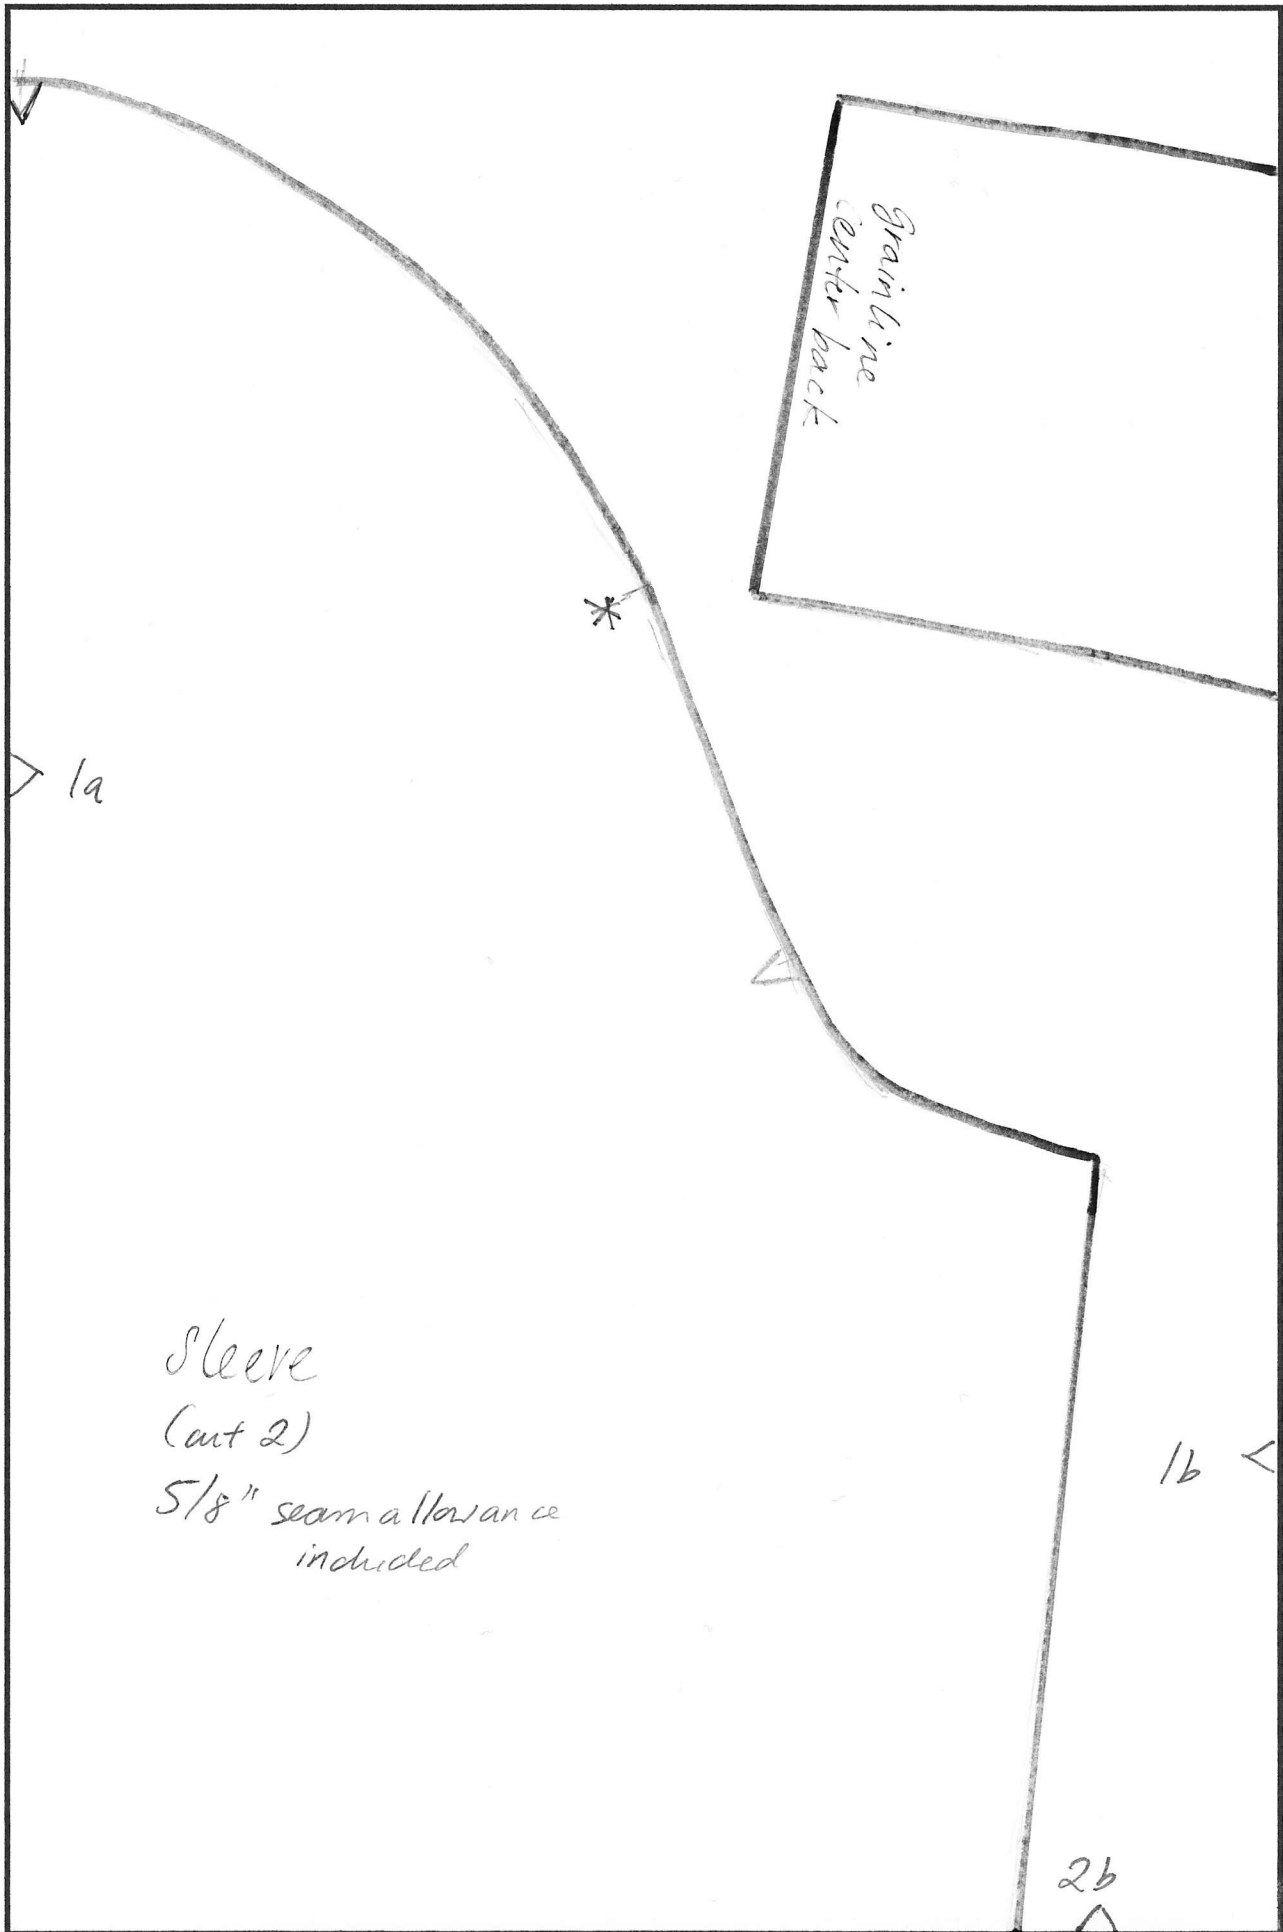 grainline
center back
1a
*
Sleeve
(cut 2)
5/8" seam allowance
included
1b
2b